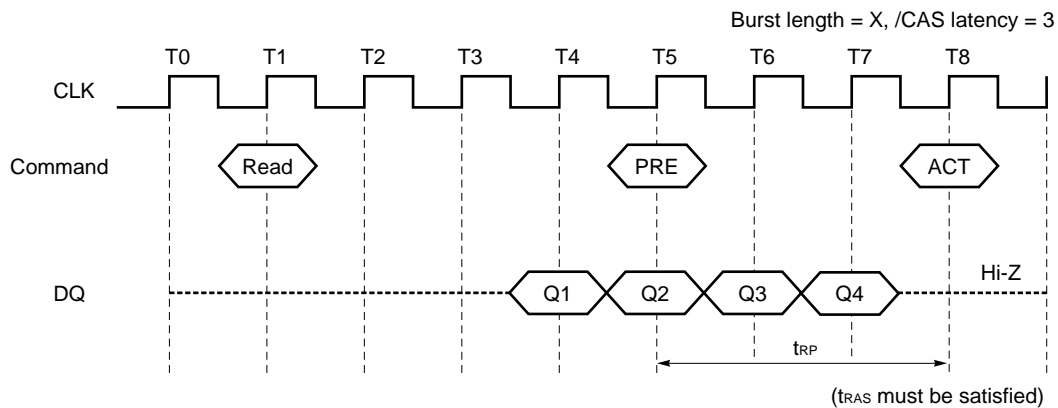 Burst length = X, /CAS latency = 3
T0 T1 T2 T3 T4 T5 T6 T7 T8
CLK
Command Read PRE ACT
Hi-Z
DQ Q1 Q2 Q3 Q4
tRP
(tRAS must be satisfied)